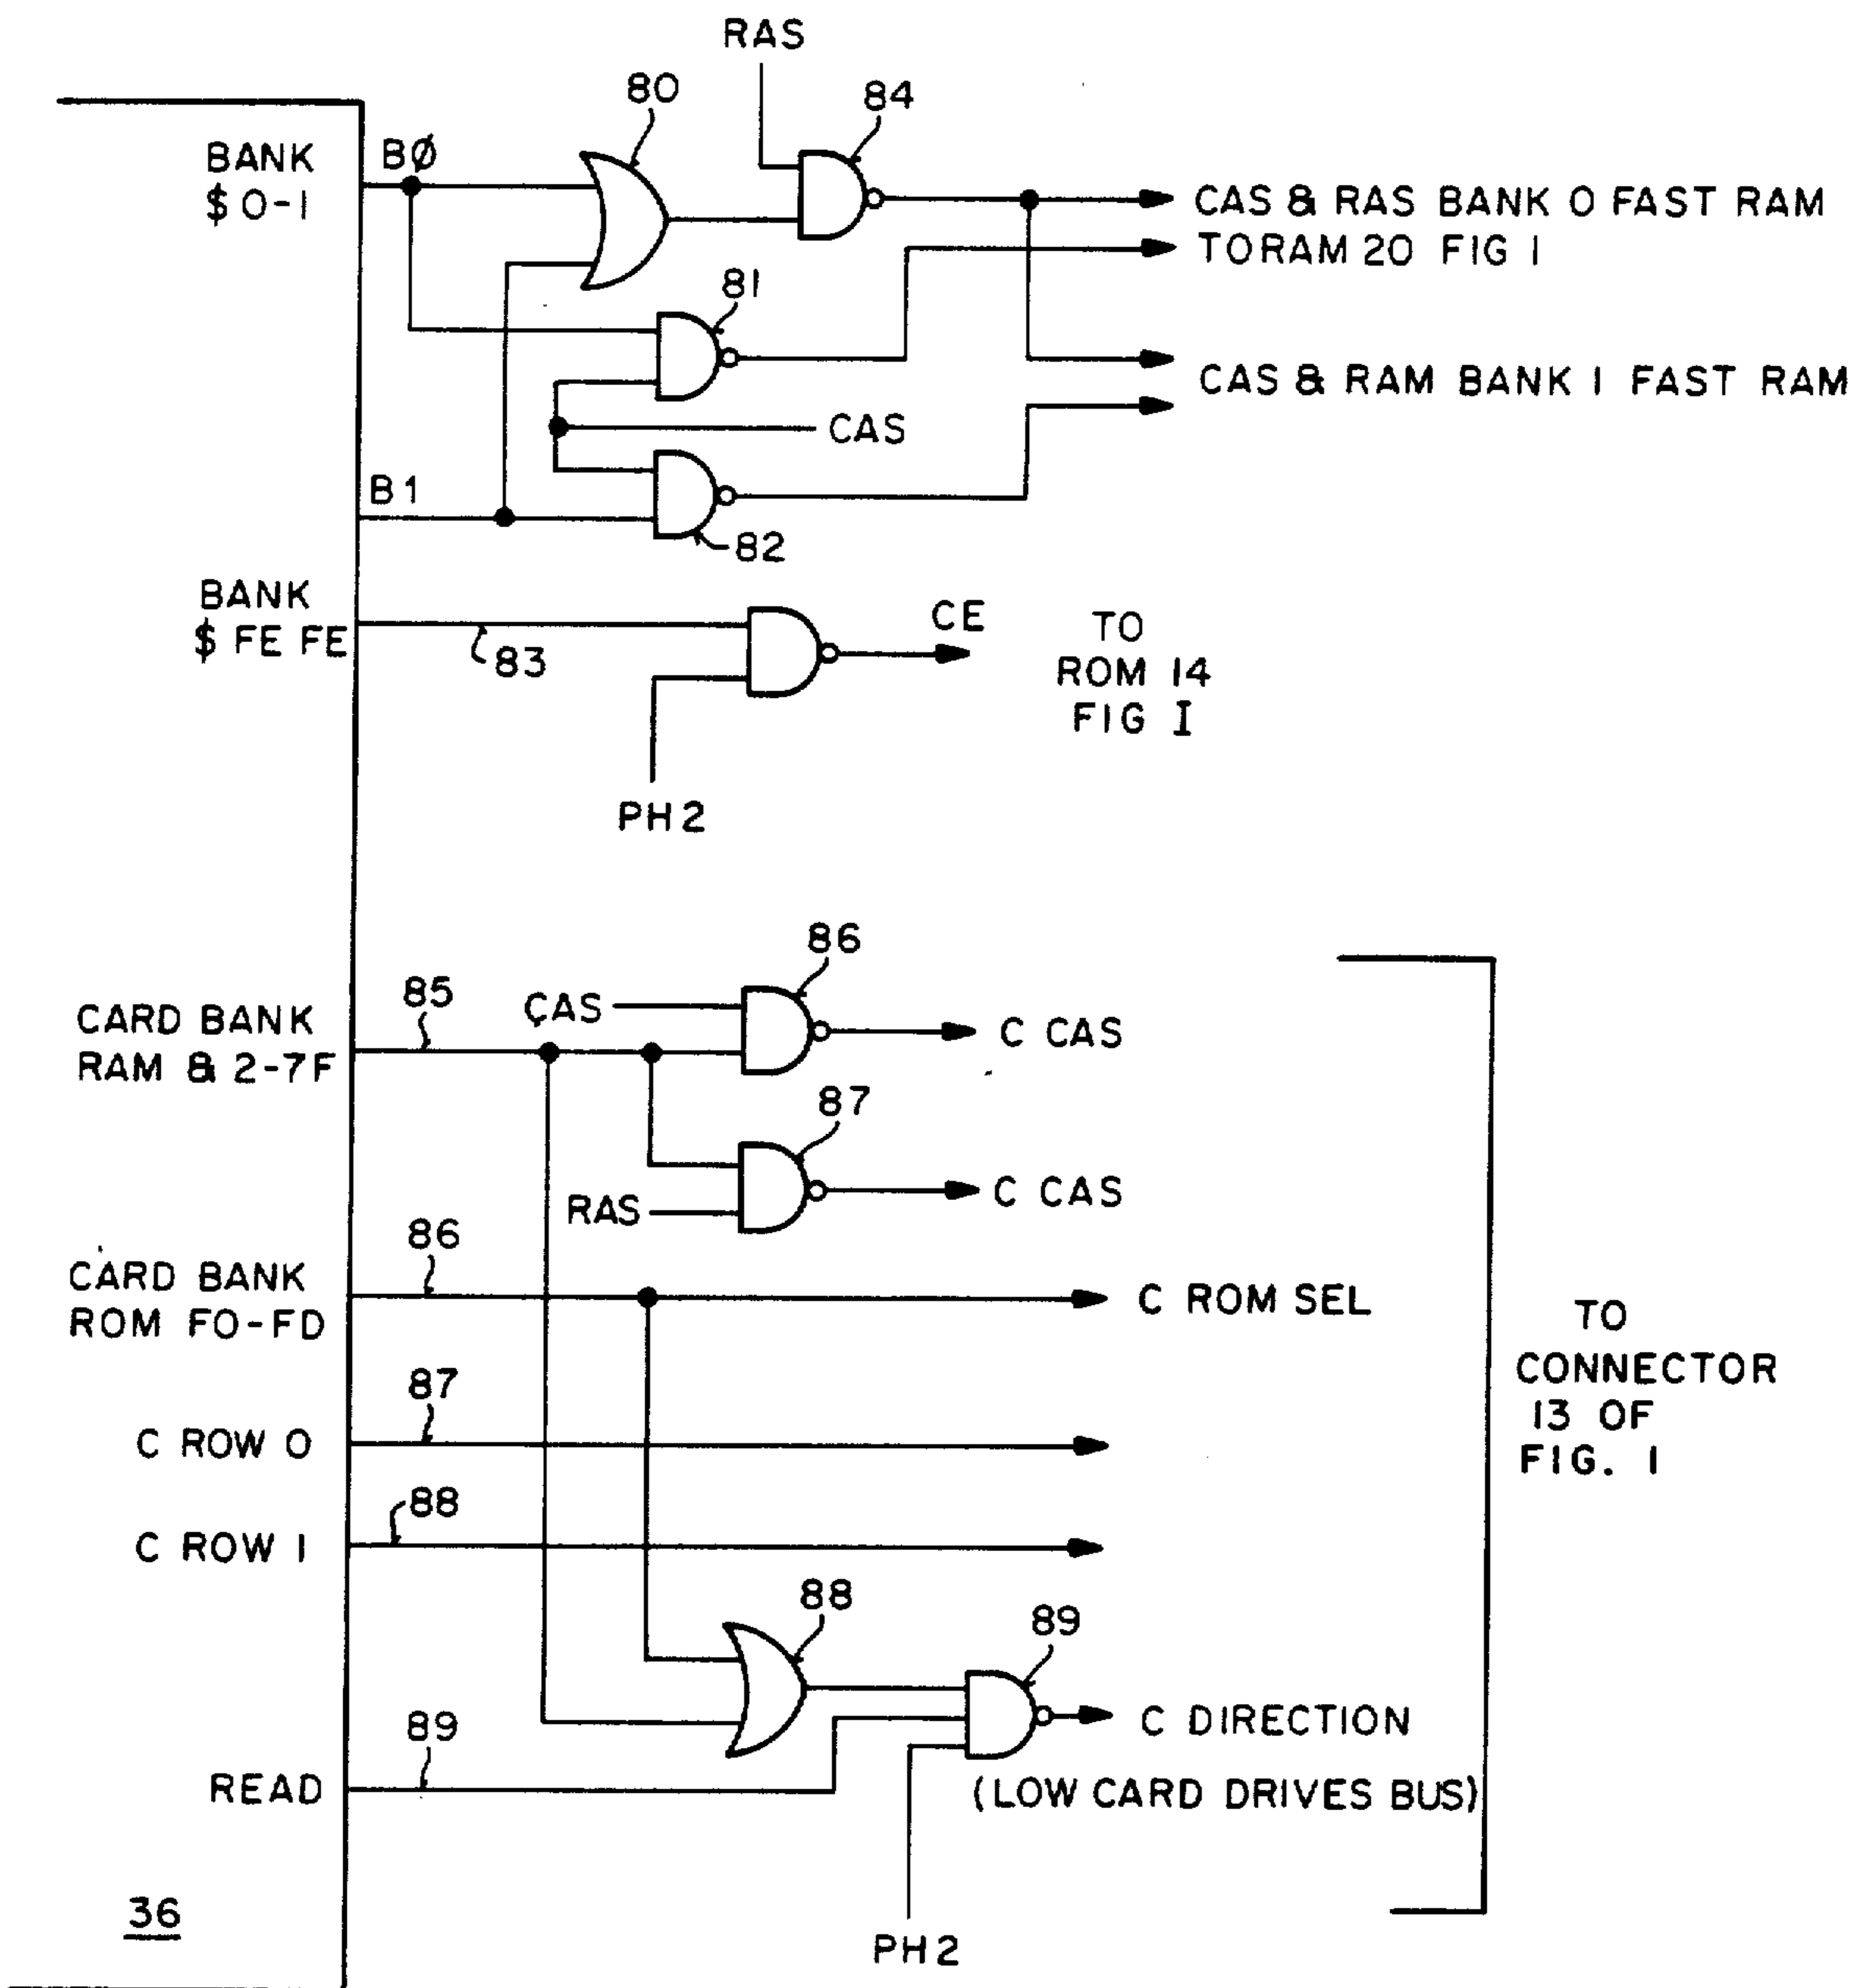 RAS
80
84
BANK
$ 0-1
BØ
CAS & RAS BANK 0 FAST RAM
TORAM 20 FIG 1
81
CAS & RAM BANK 1 FAST RAM
CAS
B1
82
BANK
$ FE FE
83
CE
TO
ROM 14
FIG I
PH2
86
CARD BANK
RAM & 2-7F
85
CAS
C CAS
87
RAS
C CAS
86
CARD BANK
ROM F0-FD
C ROM SEL
87
C ROW 0
88
C ROW 1
TO
CONNECTOR
13 OF
FIG. 1
88
89
C DIRECTION
89
READ
(LOW CARD DRIVES BUS)
36
PH2